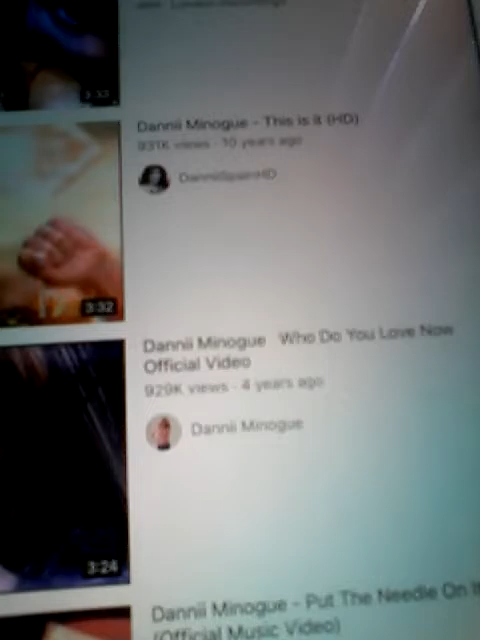 3:32
Dannii Minogue - This is it (HD)
931K views · 10 years ago
3:32
Dannii Minogue Who Do You Love Now
Official Video
929K views · 4 years ago
Dannii Minogue
3:24
Dannii Minogue - Put The Needle On It
(Official Music Video)